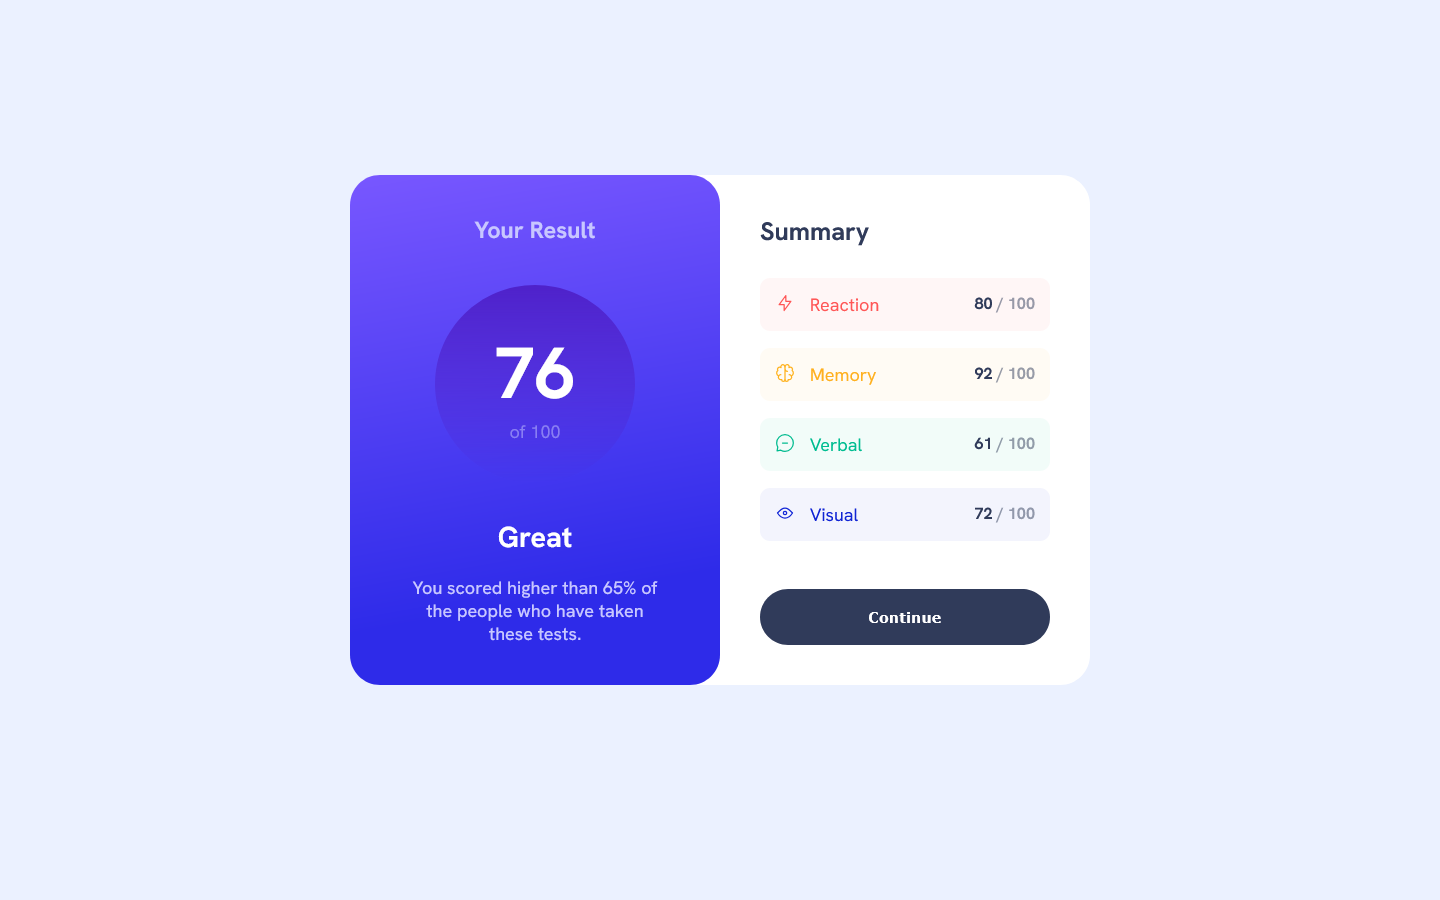 Your Result
76
of 100
Great
You scored higher than 65% of
the people who have taken
these tests.
Summary
Reaction 80 / 100
Memory 92 / 100
Verbal 61 / 100
Visual 72 / 100
Continue